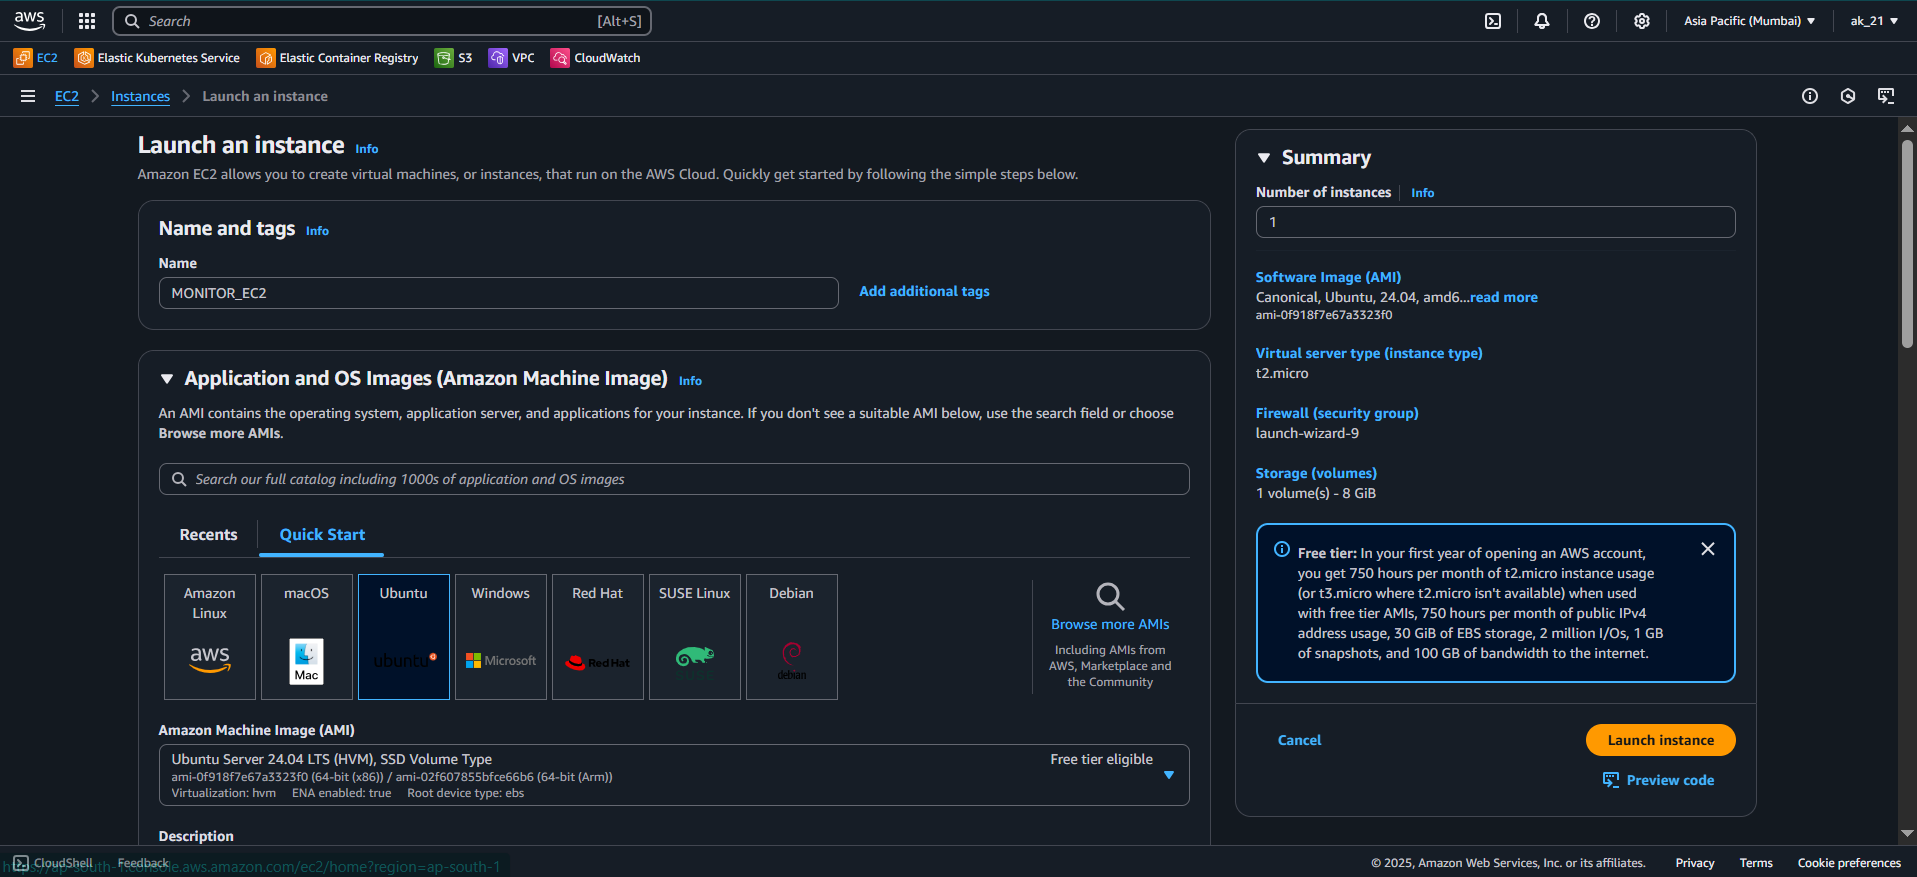 aws
Search [Alt+S]
Asia Pacific (Mumbai)
ak_21
EC2
Elastic Kubernetes Service
Elastic Container Registry
S3
VPC
CloudWatch
EC2
Instances
Launch an instance
Launch an instance Info
Amazon EC2 allows you to create virtual machines, or instances, that run on the AWS Cloud. Quickly get started by following the simple steps below.
Name and tags Info
Name
MONITOR_EC2
Add additional tags
Application and OS Images (Amazon Machine Image) Info
An AMI contains the operating system, application server, and applications for your instance. If you don't see a suitable AMI below, use the search field or choose
Browse more AMIs.
Search our full catalog including 1000s of application and OS images
Recents
Quick Start
Amazon
Linux
aws
macOS
Mac
Ubuntu
ubuntu
Windows
Microsoft
Red Hat
Red Hat
SUSE Linux
SUSE
Debian
debian
Browse more AMIs
Including AMIs from
AWS, Marketplace and
the Community
Amazon Machine Image (AMI)
Ubuntu Server 24.04 LTS (HVM), SSD Volume Type
Free tier eligible
ami-0f918f7e67a3323f0 (64-bit (x86)) / ami-02f607855bfce66b6 (64-bit (Arm))
Virtualization: hvm ENA enabled: true Root device type: ebs
Description
Summary
Number of instances Info
1
Software Image (AMI)
Canonical, Ubuntu, 24.04, amd6...read more
ami-0f918f7e67a3323f0
Virtual server type (instance type)
t2.micro
Firewall (security group)
launch-wizard-9
Storage (volumes)
1 volume(s) - 8 GiB
Free tier: In your first year of opening an AWS account,
you get 750 hours per month of t2.micro instance usage
(or t3.micro where t2.micro isn't available) when used
with free tier AMIs, 750 hours per month of public IPv4
address usage, 30 GiB of EBS storage, 2 million I/Os, 1 GB
of snapshots, and 100 GB of bandwidth to the internet.
Cancel
Launch instance
Preview code
CloudShell
Feedback
https://ap-south-1.console.aws.amazon.com/ec2/home?region=ap-south-1
© 2025, Amazon Web Services, Inc. or its affiliates.
Privacy
Terms
Cookie preferences